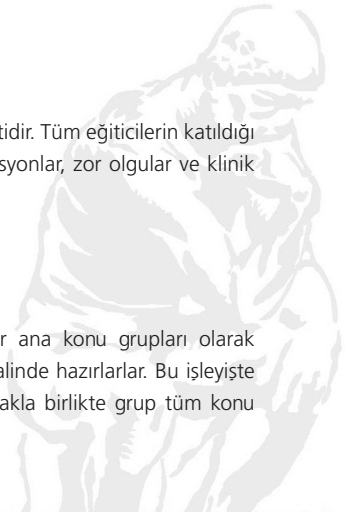 tidir. Tüm eğiticilerin katıldığı
syonlar, zor olgular ve klinik
r ana konu grupları olarak
alinde hazırlarlar. Bu işleyişte
akla birlikte grup tüm konu